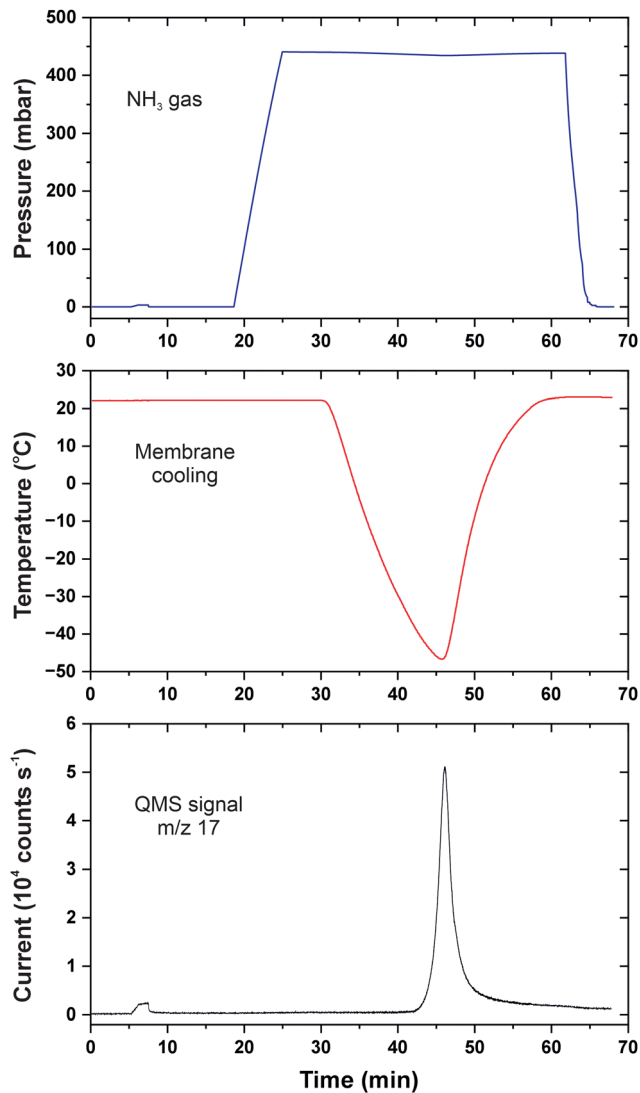 500
400
300
200
100
0
Pressure (mbar)
NH₃ gas
0 10 20 30 40 50 60 70
30
20
10
0
−10
−20
−30
−40
−50
Temperature (°C)
Membrane
cooling
0 10 20 30 40 50 60 70
6
5
4
3
2
1
0
Current (10⁴ counts s⁻¹)
QMS signal
m/z 17
0 10 20 30 40 50 60 70
Time (min)